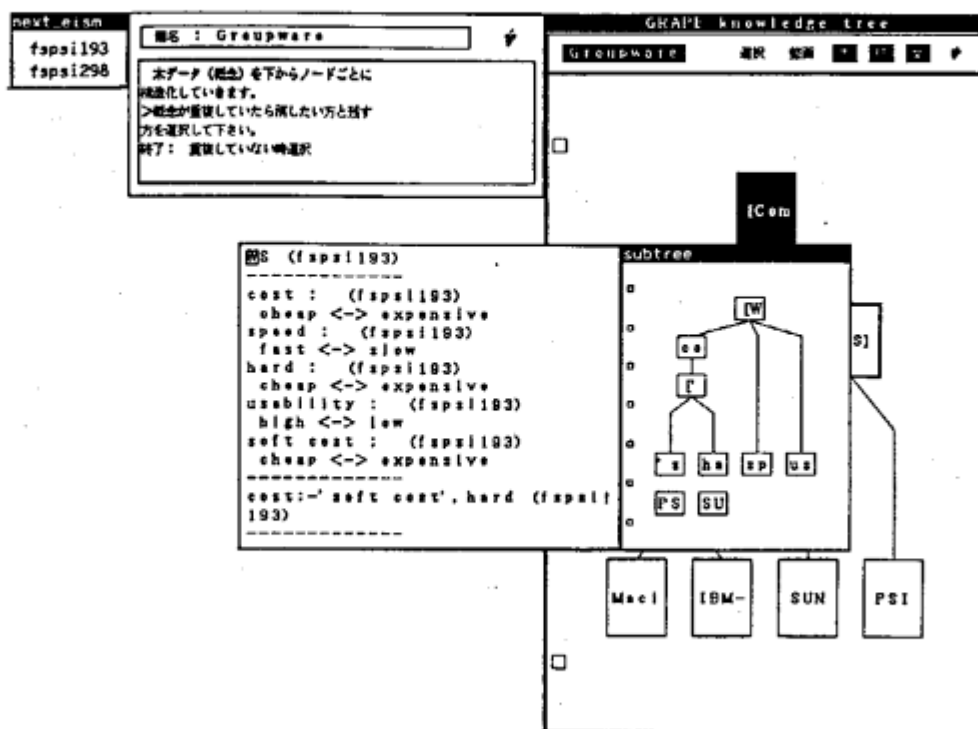 next_eism
fspsi193
fspsi298
題名 : Groupware
木データ (概念) を下からノードごとに
構造化していきます。
>概念が重複していたら消したい方と残す
方を選択して下さい。
終了: 重複していない時選択
GRAPE knowledge tree
Groupware 選択
[Com
S]
WS (fspsi193)
-------------
cost : (fspsi193)
cheap <-> expensive
speed : (fspsi193)
fast <-> slow
hard : (fspsi193)
cheap <-> expensive
usability : (fspsi193)
high <-> low
soft cost : (fspsi193)
cheap <-> expensive
-------------
cost:-'soft cost',hard (fspsi
193)
-------------
subtree
[W
co
['
's ha sp us
PS SU
Maci IBM- SUN PSI